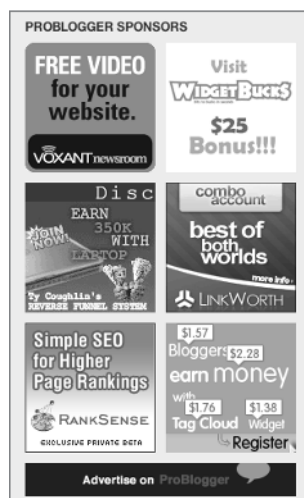 PROBLOGGER SPONSORS
FREE VIDEO
for your
website.
VOXANT newsroom
Visit
WIDGETBUCKS
$25
Bonus!!!
Disc
EARN
350K
WITH
LAPTOP
JOIN
NOW!
Ty Coughlin's
REVERSE FUNNEL SYSTEM
combo
account
best of
both
worlds
more info
LINKWORTH
Simple SEO
for Higher
Page Rankings
RANKSENSE
EXCLUSIVE PRIVATE BETA
$1.57
Bloggers $2.28
earn money
with
$1.76 $1.38
Tag Cloud Widget
Register
Advertise on ProBlogger